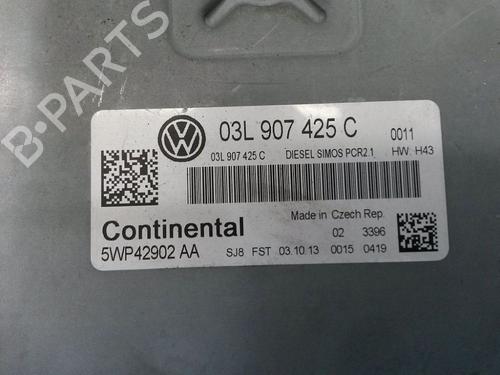 B-PARTS
03L 907 425 C 0011
03L 907 425 C DIESEL SIMOS PCR2.1 HW: H43
Continental Made in Czech Rep.
02 3396
5WP42902 AA SJ8 FST 03.10.13 0015 0419